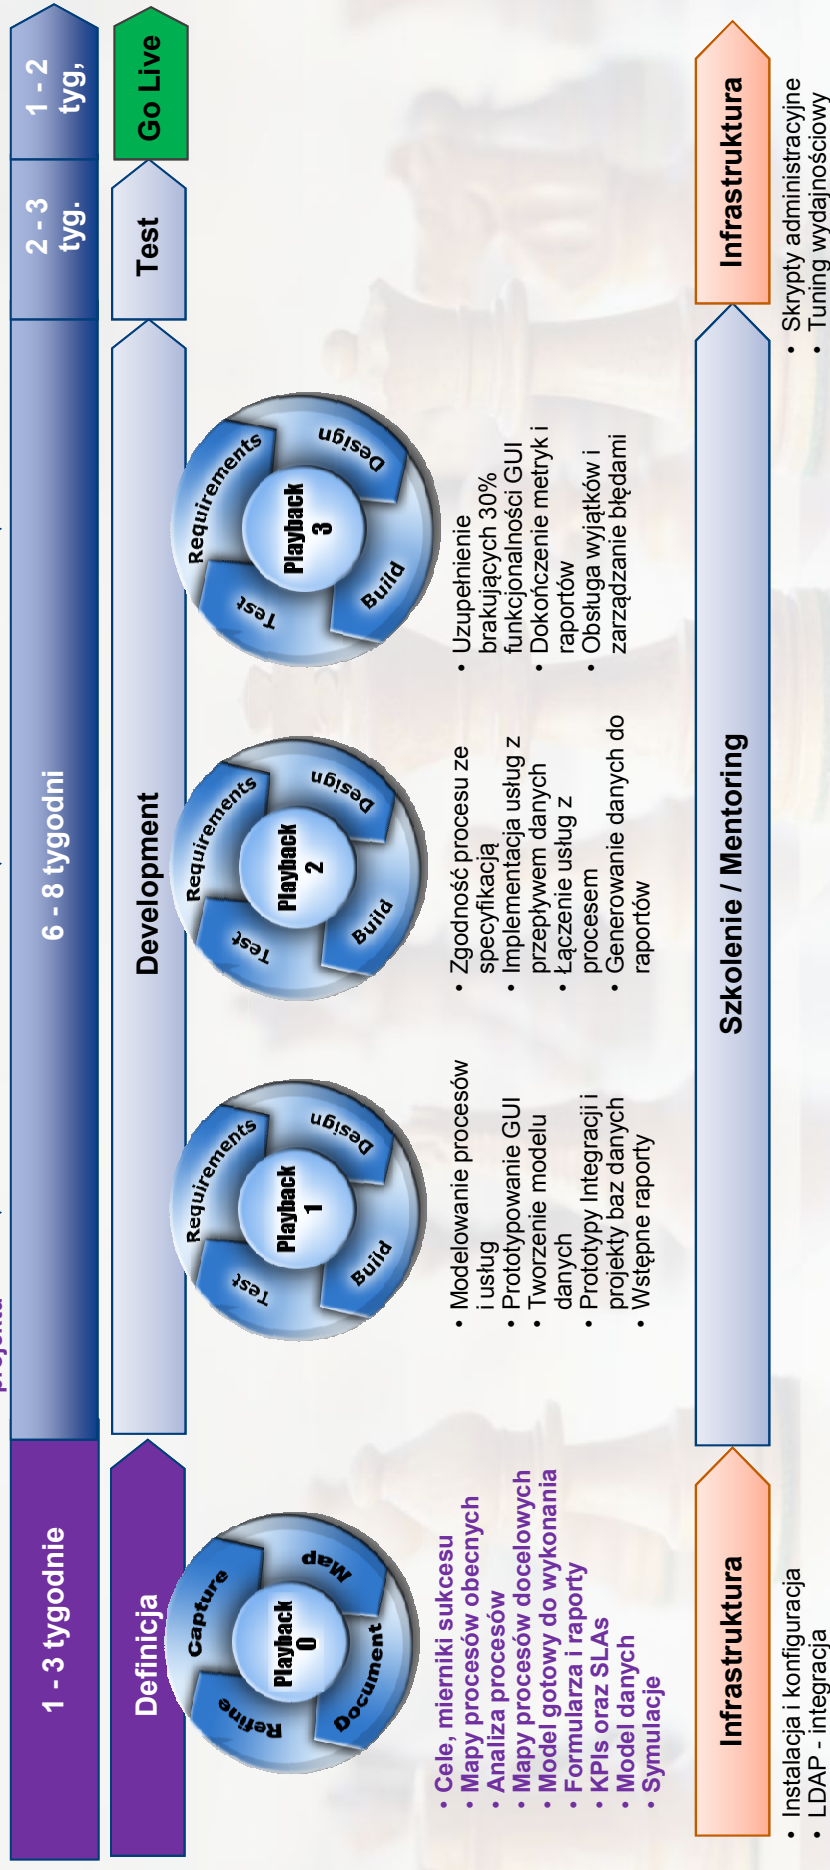 projektu
1 - 3 tygodnie
6 - 8 tygodni
2 - 3
tyg.
1 - 2
tyg,
Definicja
Development
Test
Go Live
Capture
Map
Document
Refine
Playback
0
Requirements
Design
Build
Test
Playback
1
Requirements
Design
Build
Test
Playback
2
Requirements
Design
Build
Test
Playback
3
• Cele, mierniki sukcesu
• Mapy procesów obecnych
• Analiza procesów
• Mapy procesów docelowych
• Model gotowy do wykonania
• Formularza i raporty
• KPIs oraz SLAs
• Model danych
• Symulacje
• Modelowanie procesów
i usług
• Prototypowanie GUI
• Tworzenie modelu
danych
• Prototypy Integracji i
projekty baz danych
• Wstępne raporty
• Zgodność procesu ze
specyfikacją
• Implementacja usług z
przepływem danych
• Łączenie usług z
procesem
• Generowanie danych do
raportów
• Uzupełnienie
brakujących 30%
funkcjonalności GUI
• Dokończenie metryk i
raportów
• Obsługa wyjątków i
zarządzanie błędami
Infrastruktura
Szkolenie / Mentoring
Infrastruktura
• Instalacja i konfiguracja
• LDAP - integracja
• Skrypty administracyjne
• Tuning wydajnościowy